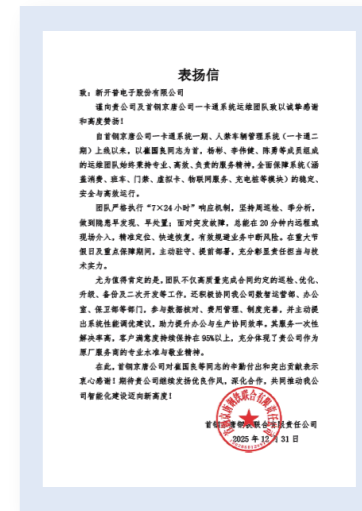 表扬信
致：新开普电子股份有限公司
谨向贵公司及首钢京唐公司一卡通系统运维团队致以诚挚感谢
和高度赞扬！
自首钢京唐公司一卡通系统一期、人禁车辆管理系统（一卡通二
期）上线以来，以崔国良同志为首，杨彬、李伟健、陈勇等成员组成
的运维团队始终秉持专业、高效、负责的服务精神，全面保障系统（涵
盖消费、班车、门禁、虚拟卡、物联网服务、充电桩等模块）的稳定、
安全与高效运行。
团队严格执行“7×24小时”响应机制，坚持周巡检、季分析，
做到隐患早发现、早处置；面对突发故障，总能在20分钟内远程或
现场介入，精准定位、快速恢复，有效规避业务中断风险。在重大节
假日及重点保障期间，主动驻守、提前部署，充分彰显责任担当与技
术实力。
尤为值得肯定的是，团队不仅高质量完成合同约定的巡检、优化、
升级、备份及二次开发等工作，还积极协同我公司数智运营部、办公
室、保卫部等部门，参与数据核对、费用管理、制度完善，并主动提
出系统性能调优建议，助力提升办公与生产协同效率，其服务一次性
解决率高，客户满意度持续保持在95%以上，充分体现了贵公司作为
原厂服务商的专业水准与敬业精神。
在此，首钢京唐公司对崔国良等同志的辛勤付出和突出贡献表示
衷心感谢！期待贵公司继续发扬优良作风，深化合作，共同推动我公
司智能化建设迈向新高度！
首钢京唐钢铁联合有限责任公司
2025年12月31日